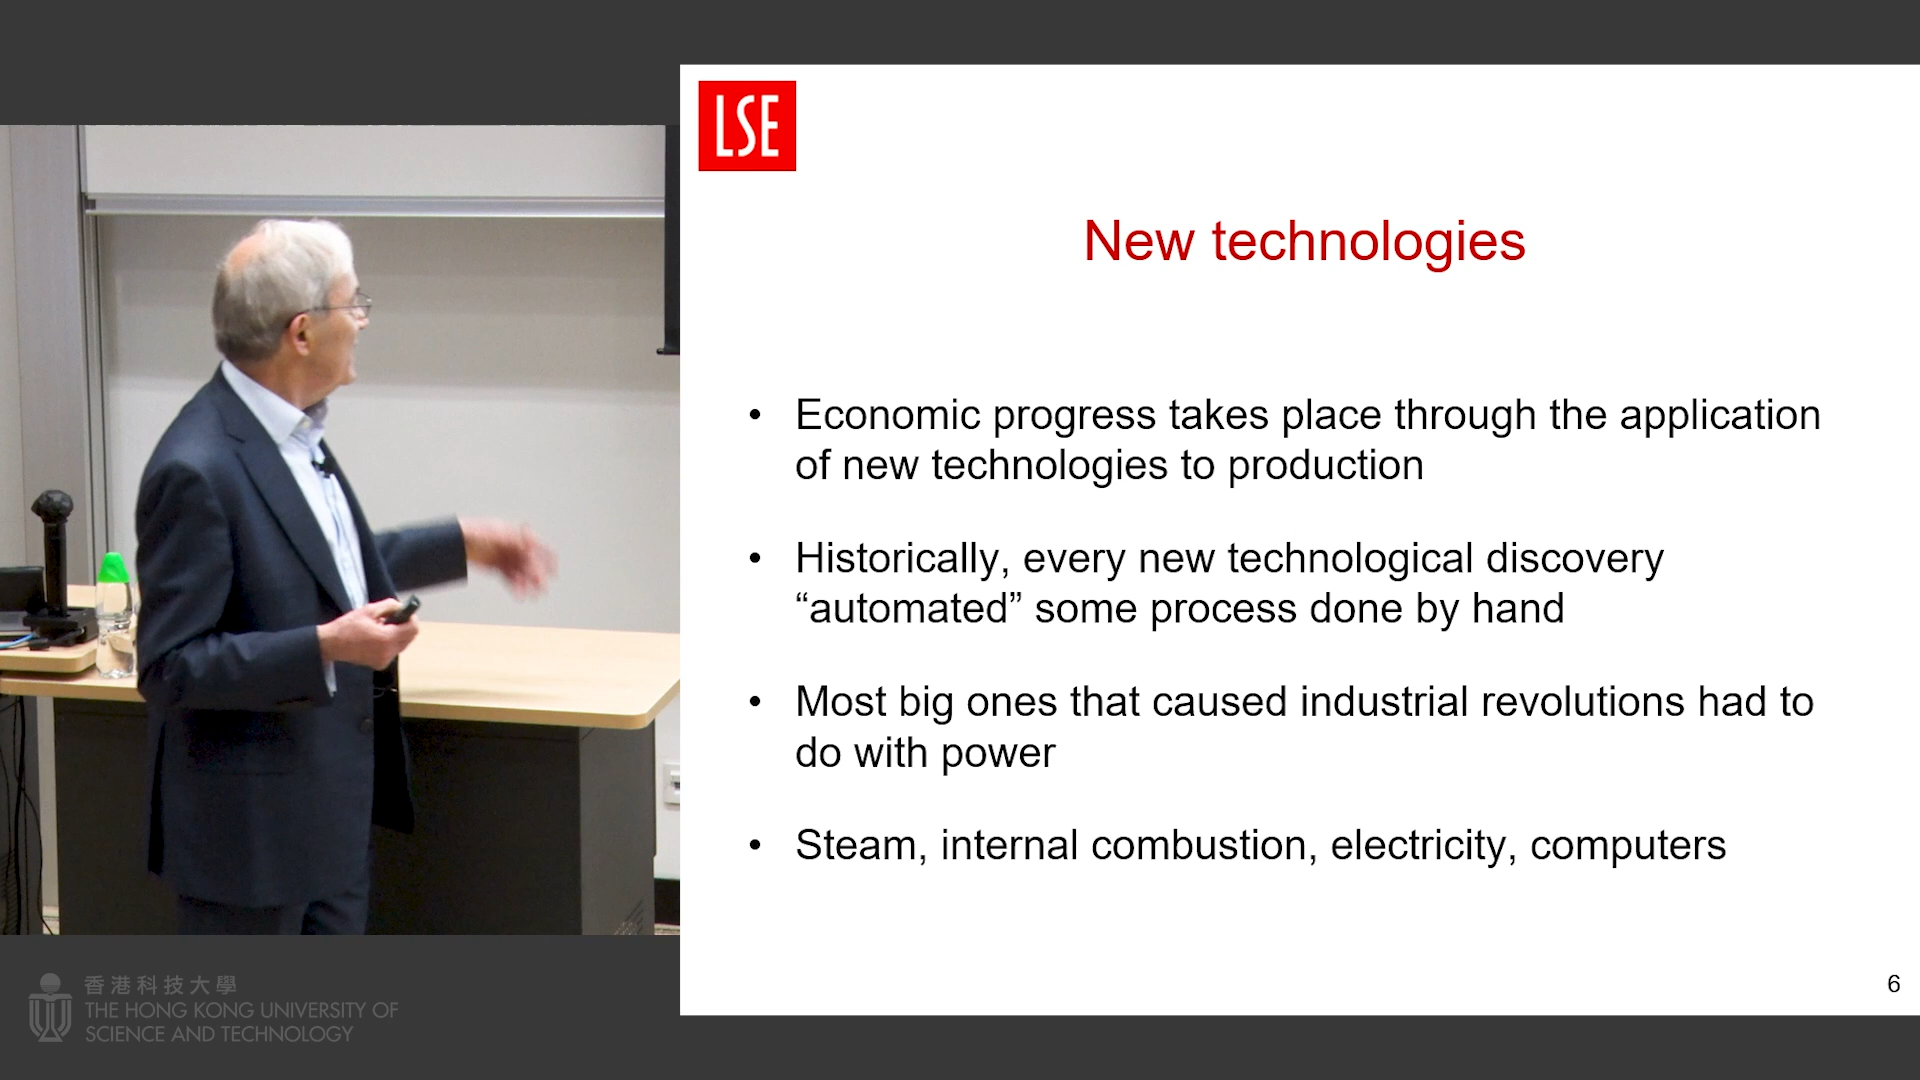 LSE
New technologies
• Economic progress takes place through the application
of new technologies to production
• Historically, every new technological discovery
“automated” some process done by hand
• Most big ones that caused industrial revolutions had to
do with power
• Steam, internal combustion, electricity, computers
6
香港科技大學
THE HONG KONG UNIVERSITY OF
SCIENCE AND TECHNOLOGY